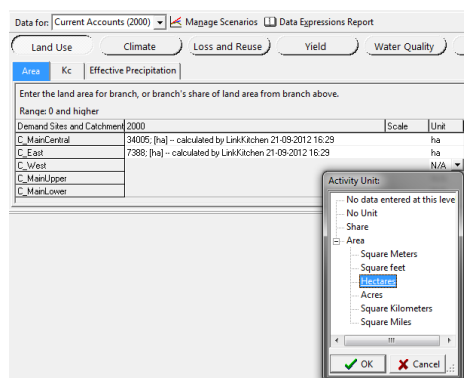 Data for: Current Accounts (2000) Manage Scenarios Data Expressions Report
Land Use Climate Loss and Reuse Yield Water Quality
Area Kc Effective Precipitation
Enter the land area for branch, or branch's share of land area from branch above.
Range: 0 and higher
Demand Sites and Catchment 2000 Scale Unit
C_MainCentral 34005; [ha] -- calculated by LinkKitchen 21-09-2012 16:29 ha
C_East 7388; [ha] -- calculated by LinkKitchen 21-09-2012 16:29 ha
C_West N/A
C_MainUpper
C_MainLower
Activity Unit:
No data entered at this leve
No Unit
Share
Area
Square Meters
Square feet
Hectares
Acres
Square Kilometers
Square Miles
OK Cancel